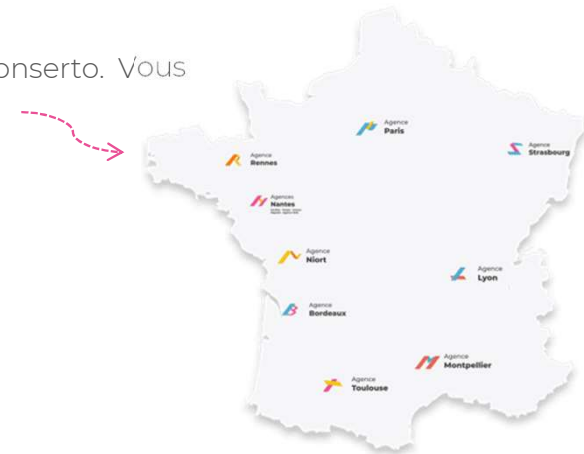 onserto. Vous
Agence
Paris
Agence
Strasbourg
Agence
Rennes
Agences
Nantes
Agence
Niort
Agence
Lyon
Agence
Bordeaux
Agence
Montpellier
Agence
Toulouse